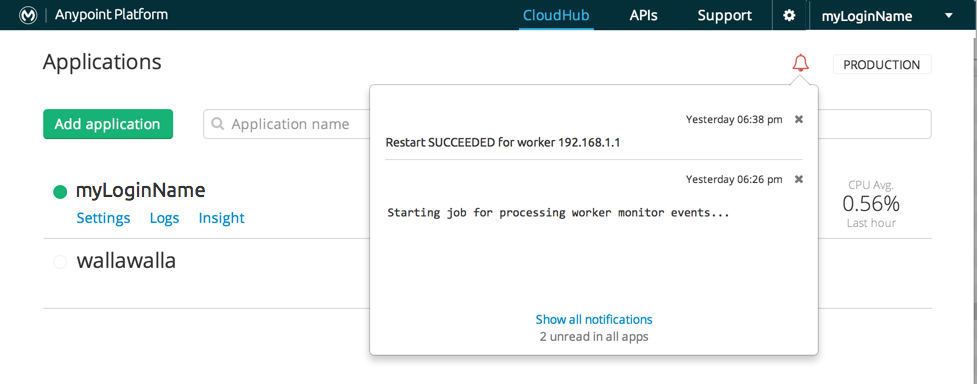 Anypoint Platform CloudHub APIs Support myLoginName
Applications PRODUCTION
Yesterday 06:38 pm
Add application Application name
Restart SUCCEEDED for worker 192.168.1.1
Yesterday 06:26 pm
myLoginName CPU Avg.
0.56%
Settings Logs Insight Starting job for processing worker monitor events... Last hour
wallawalla
Show all notifications
2 unread in all apps